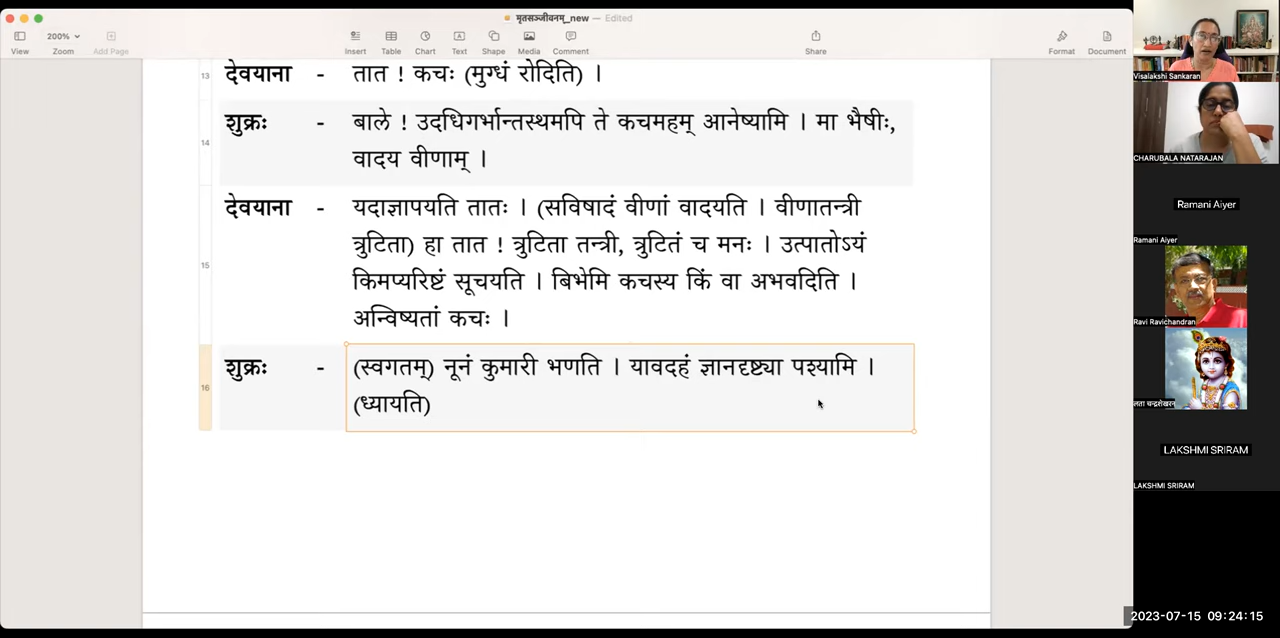 मृतसञ्जीवनम्_new — Edited
View
200%
Zoom
Add Page
Insert
Table
Chart
Text
Shape
Media
Comment
Share
Format
Document
13
देवयाना - तात ! कचः (मुग्धं रोदिति) ।
14
शुक्रः - बाले ! उदधिगर्भान्तस्थमपि ते कचमहम् आनेष्यामि । मा भैषीः,
वादय वीणाम् ।
15
देवयाना - यदाज्ञापयति तातः । (सविषादं वीणां वादयति । वीणातन्त्री
त्रुटिता) हा तात ! त्रुटिता तन्त्री, त्रुटितं च मनः । उत्पातोऽयं
किमप्यरिष्टं सूचयति । बिभेमि कचस्य किं वा अभवदिति ।
अन्विष्यतां कचः ।
16
शुक्रः - (स्वगतम्) नूनं कुमारी भणति । यावदहं ज्ञानदृष्ट्या पश्यामि ।
(ध्यायति)
Visalakshi Sankaran
CHARUBALA NATARAJAN
Ramani Aiyer
Ramani Aiyer
Ravi Ravichandran
लता चन्द्रशेखरन
LAKSHMI SRIRAM
LAKSHMI SRIRAM
2023-07-15 09:24:15